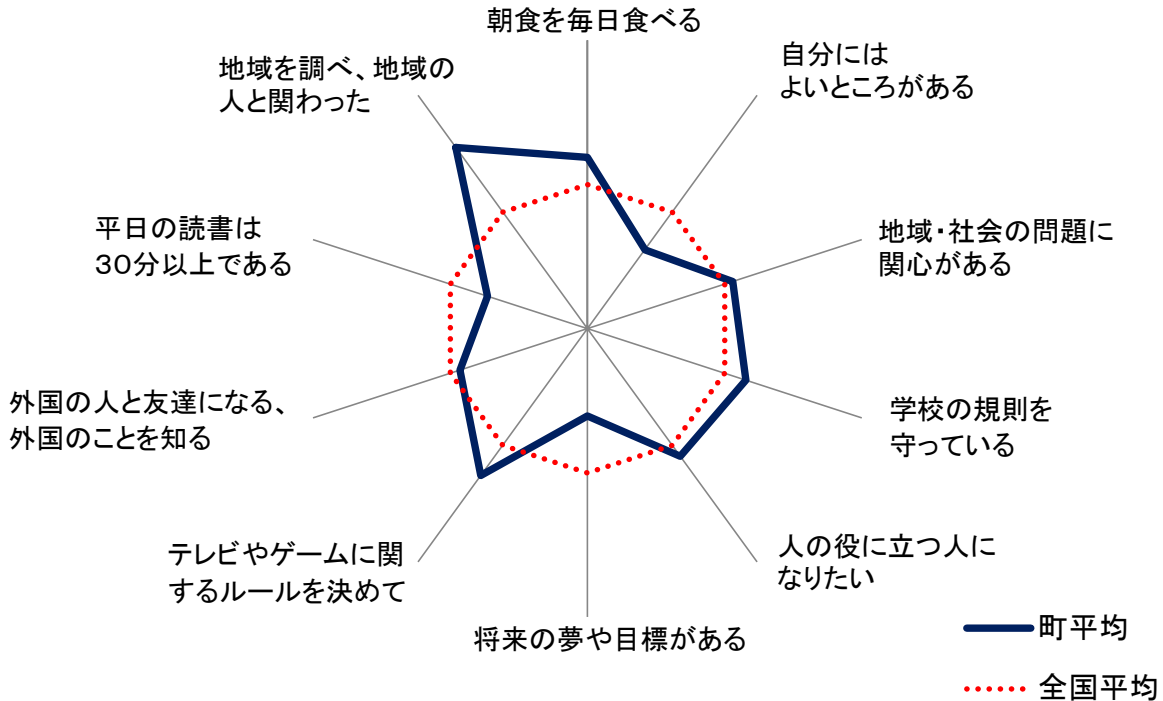 朝食を毎日食べる
自分には
よいところがある
地域・社会の問題に
関心がある
学校の規則を
守っている
人の役に立つ人に
なりたい
将来の夢や目標がある
テレビやゲームに関
するルールを決めて
外国の人と友達になる、
外国のことを知る
平日の読書は
30分以上である
地域を調べ、地域の
人と関わった
町平均
全国平均